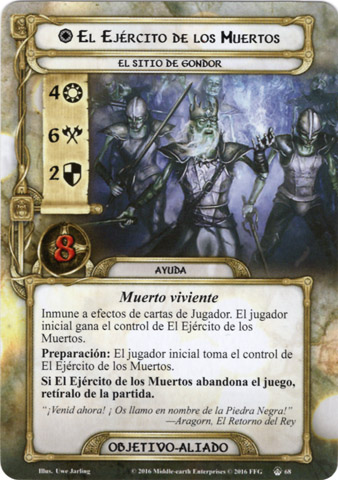 El Ejército de los Muertos
El Sitio de Gondor
4
6
2
8
Ayuda
Muerto viviente
Inmune a efectos de cartas de Jugador. El jugador
inicial gana el control de El Ejército de los
Muertos.
Preparación: El jugador inicial toma el control de
El Ejército de los Muertos.
Si El Ejército de los Muertos abandona el juego,
retíralo de la partida.
“¡Venid ahora! ¡ Os llamo en nombre de la Piedra Negra!”
—Aragorn, El Retorno del Rey
Objetivo-Aliado
Illus. Uwe Jarling © 2016 Middle-earth Enterprises © 2016 FFG 68